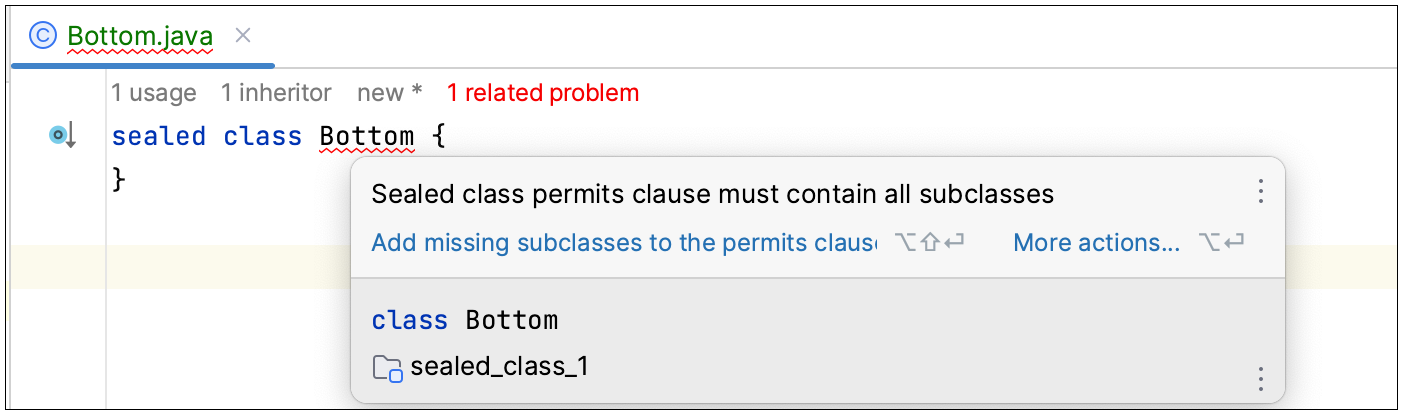 Bottom.java
1 usage 1 inheritor new * 1 related problem
sealed class Bottom {
}
Sealed class permits clause must contain all subclasses
Add missing subclasses to the permits claus ⌥⇧↩ More actions... ⌥↩
class Bottom
sealed_class_1